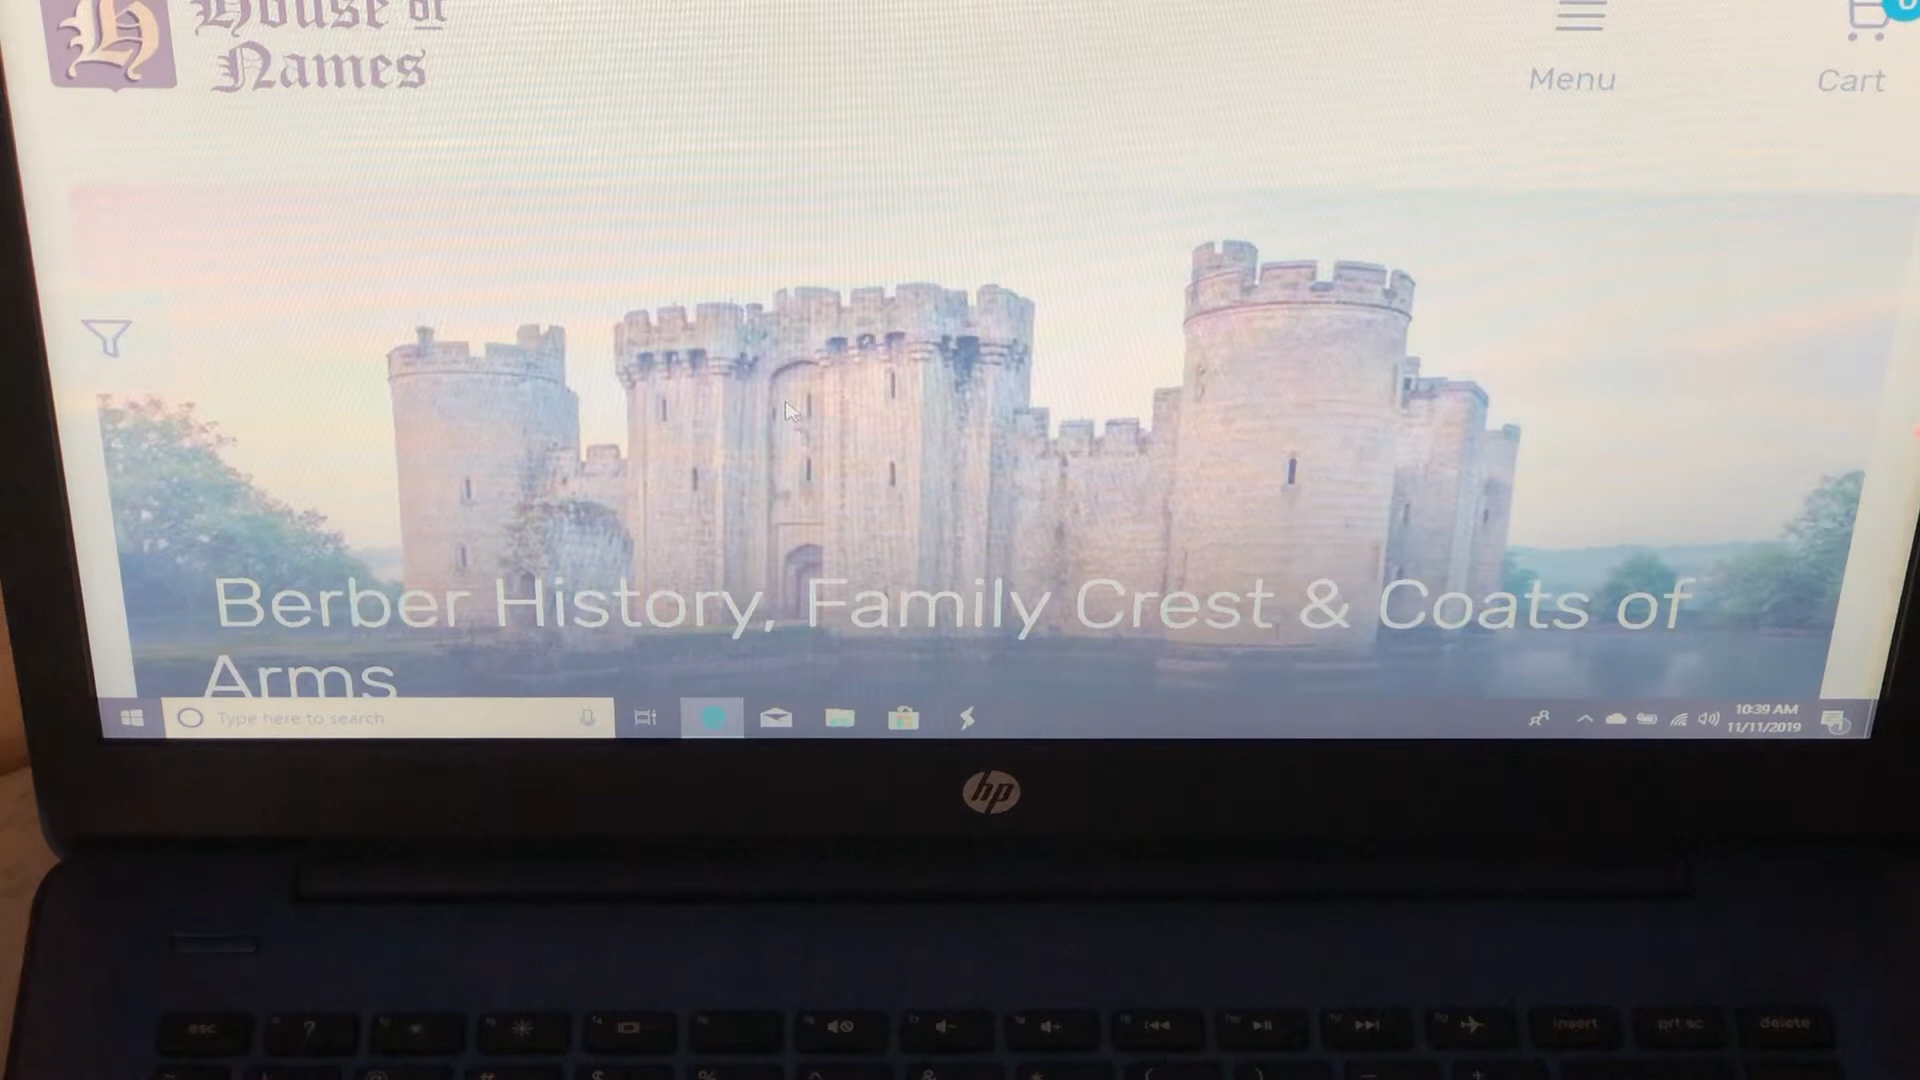 House of
Names
Menu
Cart
Berber History, Family Crest & Coats of
Arms
Type here to search
10:39 AM
11/11/2019
hp
esc
?
insert
prt sc
delete